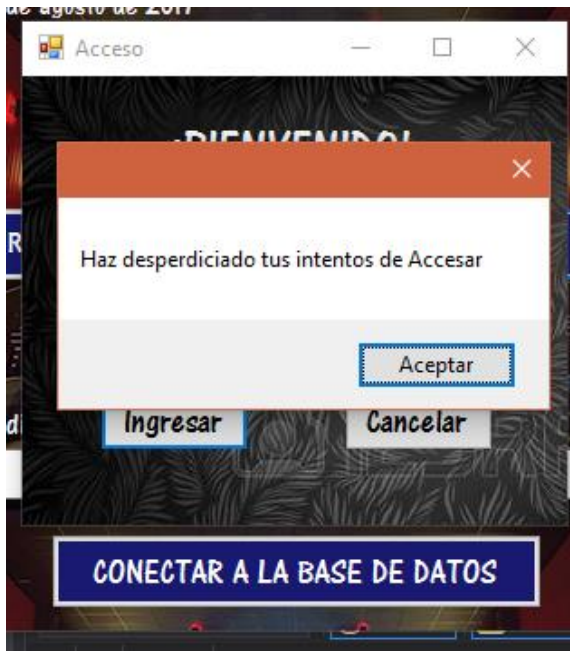 de agosto de 2017
Acceso
¡BIENVENIDO!
Haz desperdiciado tus intentos de Accesar
Aceptar
Ingresar
Cancelar
CONECTAR A LA BASE DE DATOS